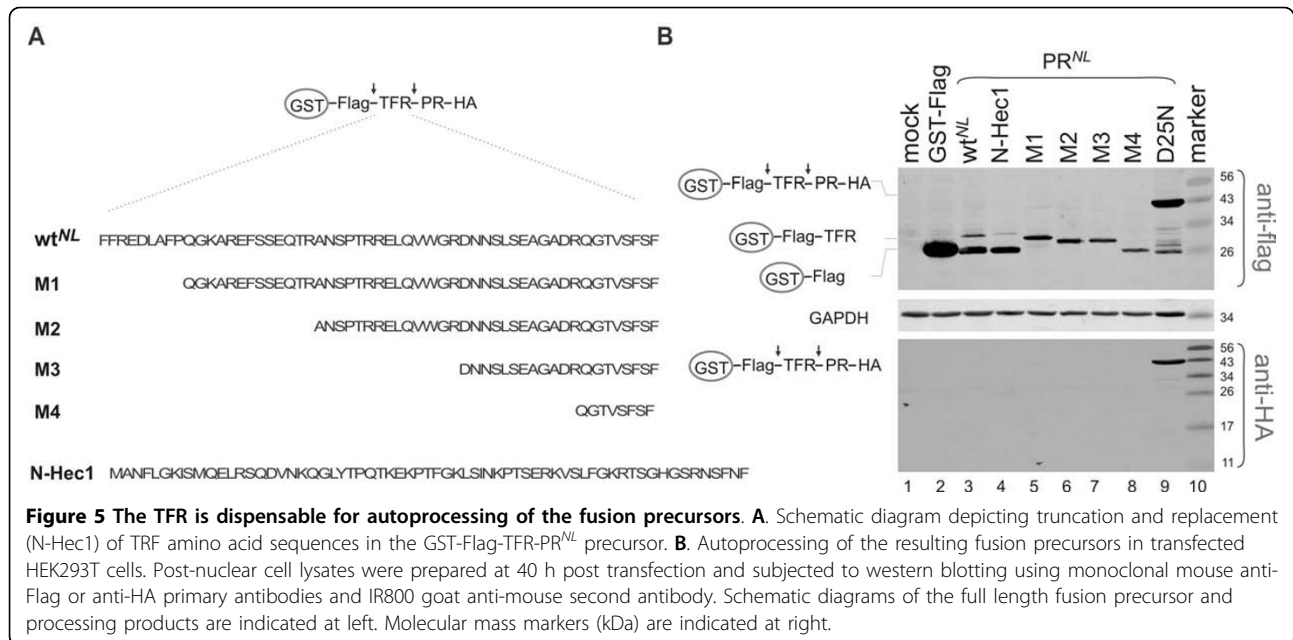 A
GST-Flag-TFR-PR-HA
wt^NL FFREDLAFPQGKAREFSSEQTRANSPTRRELQVWGRDNNSLSEAGADRQGTVSFSF
M1 QGKAREFSSEQTRANSPTRRELQVWGRDNNSLSEAGADRQGTVSFSF
M2 ANSPTRRELQVWGRDNNSLSEAGADRQGTVSFSF
M3 DNNSLSEAGADRQGTVSFSF
M4 QGTVSFSF
N-Hec1 MANFLGKISMQELRSQDVNKQGLYTPQTKEKPTFGKLSINKPTSERKVSLFGKRTSGHGSRNSFNF
B
PR^NL
mock GST-Flag wt^NL N-Hec1 M1 M2 M3 M4 D25N marker
GST-Flag-TFR-PR-HA
GST-Flag-TFR
GST-Flag
56
43
34
26
anti-flag
GAPDH
34
GST-Flag-TFR-PR-HA
56
43
34
26
17
11
anti-HA
1 2 3 4 5 6 7 8 9 10
Figure 5 The TFR is dispensable for autoprocessing of the fusion precursors. A. Schematic diagram depicting truncation and replacement
(N-Hec1) of TRF amino acid sequences in the GST-Flag-TFR-PR^NL precursor. B. Autoprocessing of the resulting fusion precursors in transfected
HEK293T cells. Post-nuclear cell lysates were prepared at 40 h post transfection and subjected to western blotting using monoclonal mouse anti-
Flag or anti-HA primary antibodies and IR800 goat anti-mouse second antibody. Schematic diagrams of the full length fusion precursor and
processing products are indicated at left. Molecular mass markers (kDa) are indicated at right.